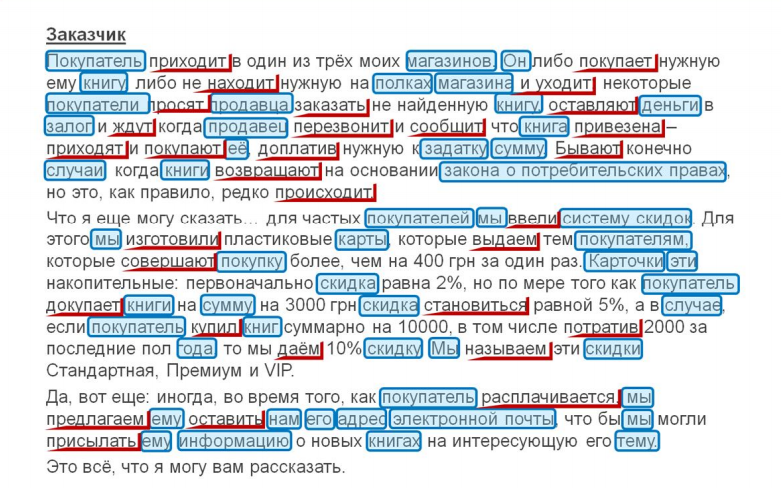 Заказчик
Покупатель приходит в один из трёх моих магазинов. Он либо покупает нужную
ему книгу, либо не находит нужную на полках магазина и уходит, некоторые
покупатели просят продавца заказать не найденную книгу, оставляют деньги в
залог и ждут когда продавец перезвонит и сообщит что книга привезена –
приходят и покупают её, доплатив нужную к задатку сумму. Бывают конечно
случаи, когда книги возвращают на основании закона о потребительских правах,
но это, как правило, редко происходит.
Что я еще могу сказать... для частых покупателей мы ввели систему скидок. Для
этого мы изготовили пластиковые карты, которые выдаем тем покупателям,
которые совершают покупку более, чем на 400 грн за один раз. Карточки эти
накопительные: первоначально скидка равна 2%, но по мере того как покупатель
докупает книги на сумму на 3000 грн скидка становиться равной 5%, а в случае,
если покупатель купил книг суммарно на 10000, в том числе потратив 2000 за
последние пол года, то мы даём 10% скидку. Мы называем эти скидки
Стандартная, Премиум и VIP.
Да, вот еще: иногда, во время того, как покупатель расплачивается, мы
предлагаем ему оставить нам его адрес электронной почты, что бы мы могли
присылать ему информацию о новых книгах на интересующую его тему.
Это всё, что я могу вам рассказать.